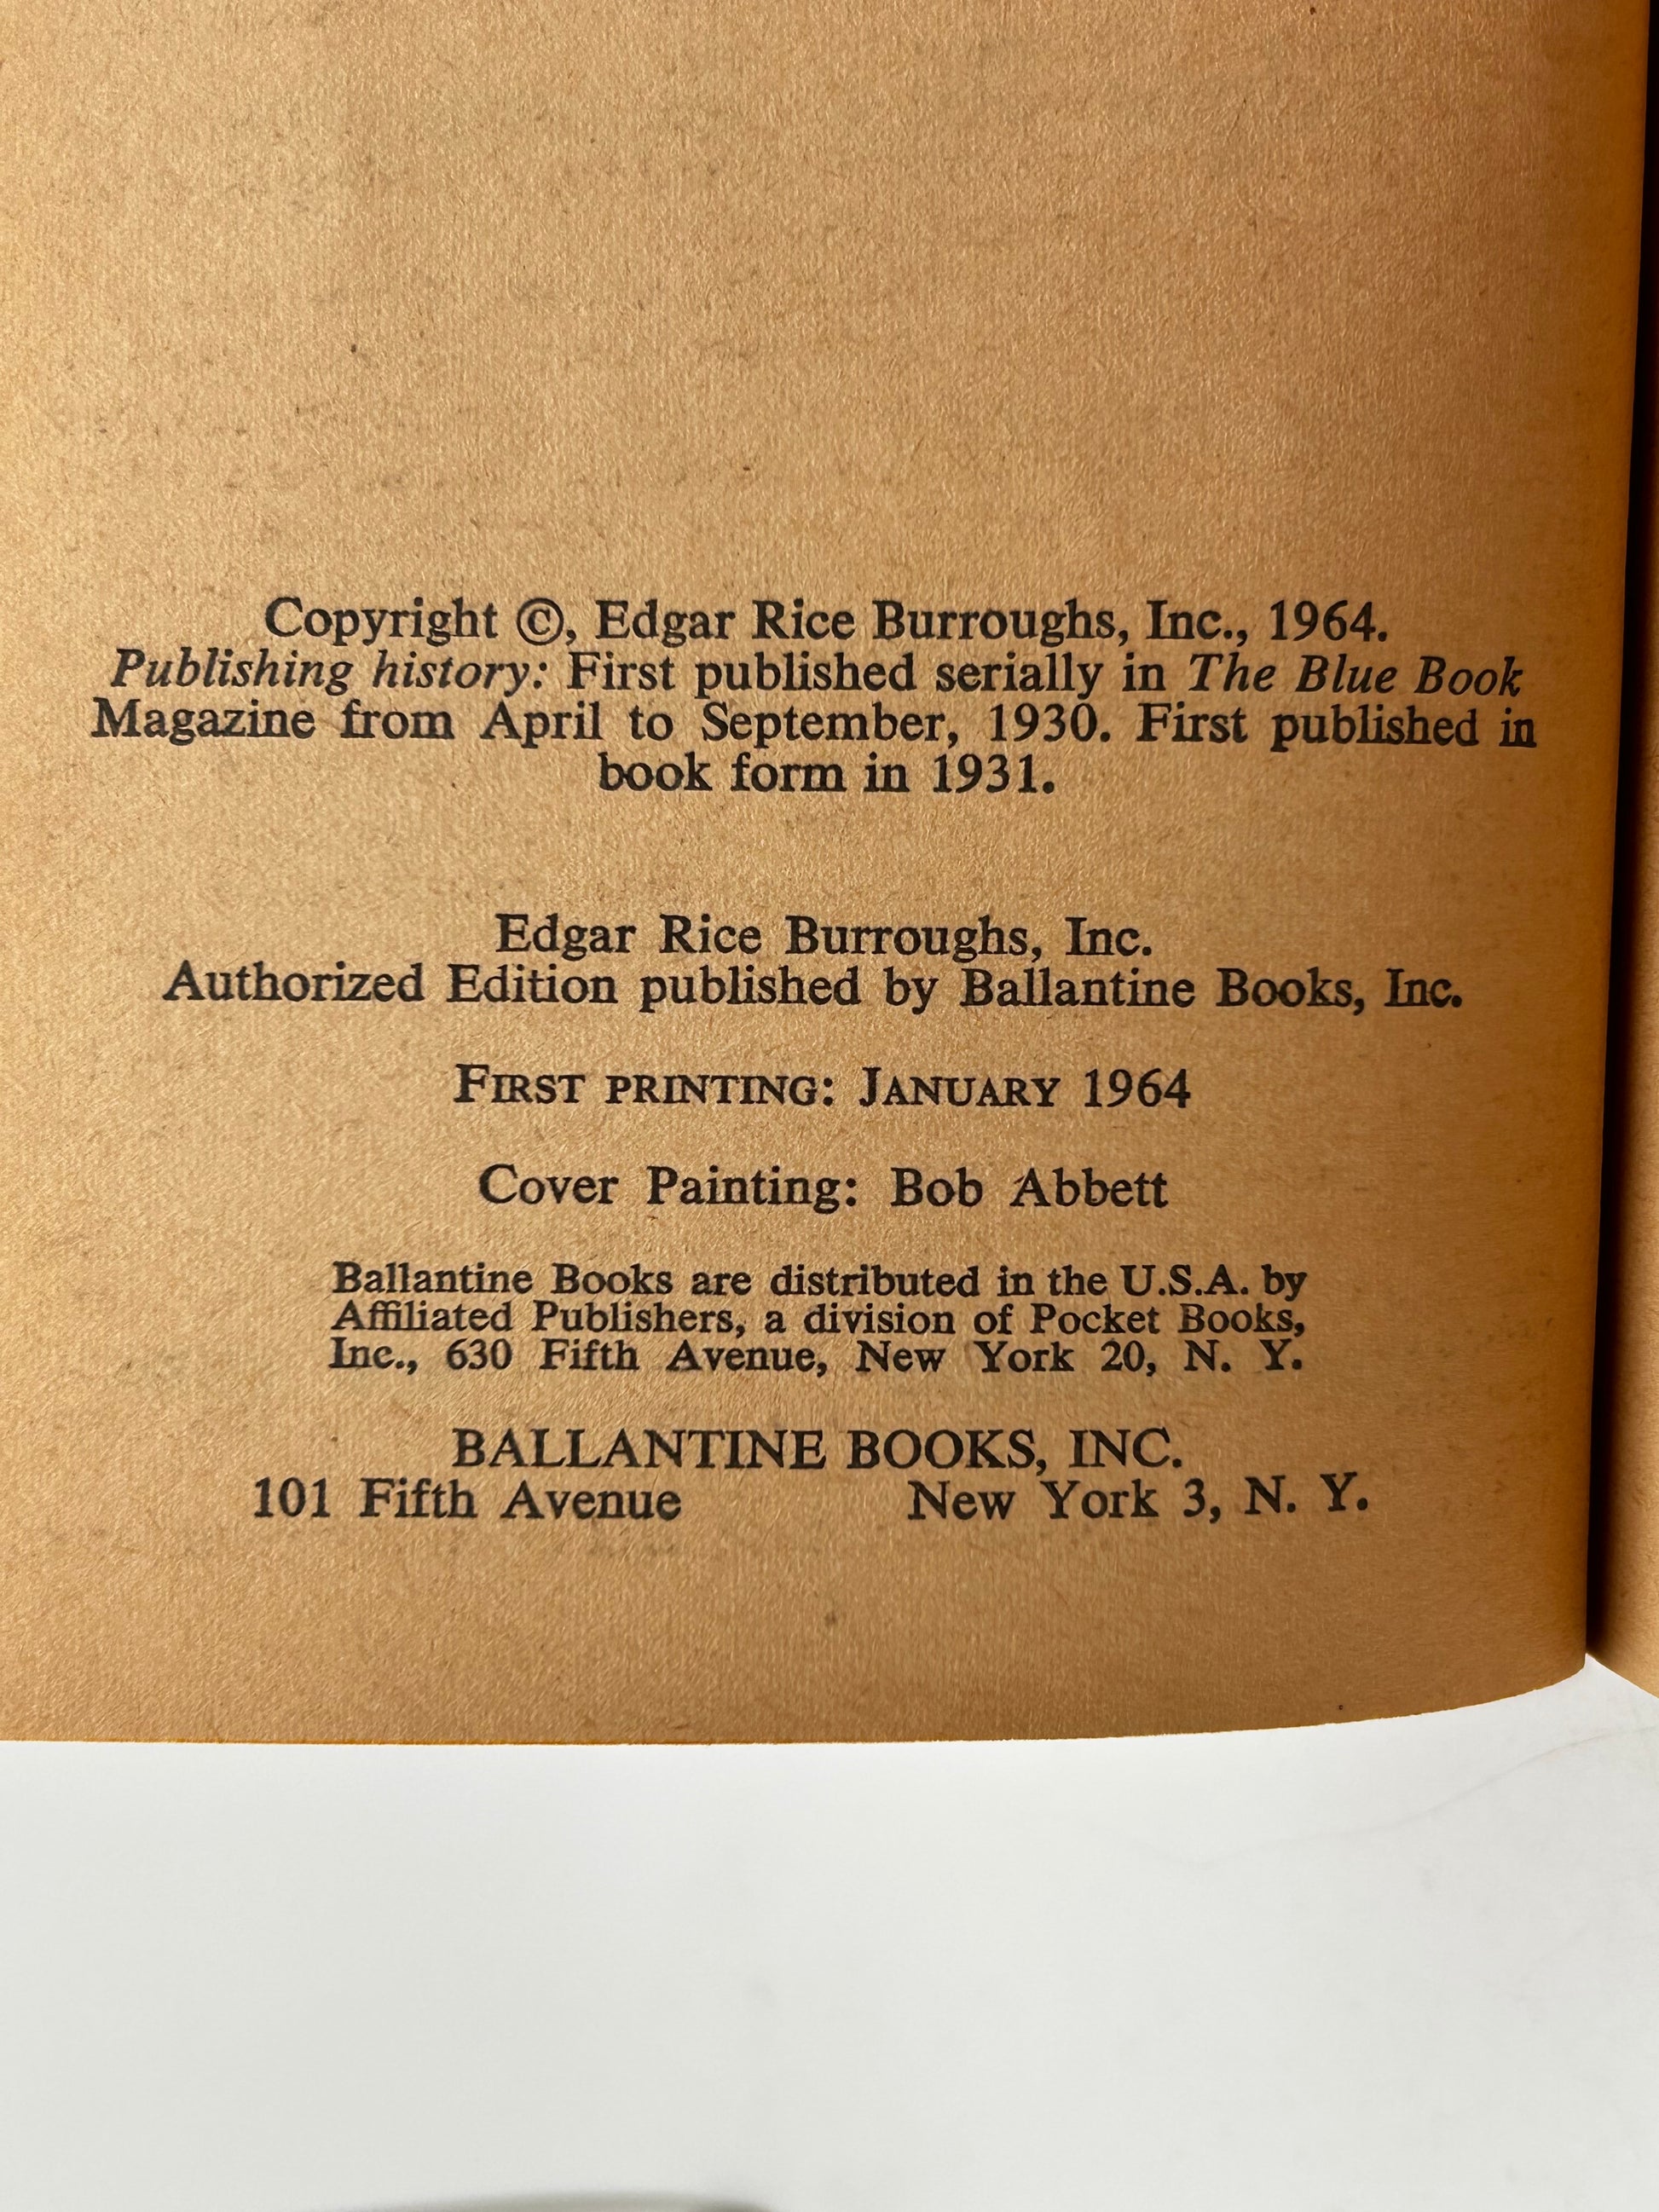 Copyright ©, Edgar Rice Burroughs, Inc., 1964.
Publishing history: First published serially in The Blue Book
Magazine from April to September, 1930. First published in
book form in 1931.
Edgar Rice Burroughs, Inc.
Authorized Edition published by Ballantine Books, Inc.
FIRST PRINTING: JANUARY 1964
Cover Painting: Bob Abbett
Ballantine Books are distributed in the U.S.A. by
Affiliated Publishers, a division of Pocket Books,
Inc., 630 Fifth Avenue, New York 20, N. Y.
BALLANTINE BOOKS, INC.
101 Fifth Avenue New York 3, N. Y.